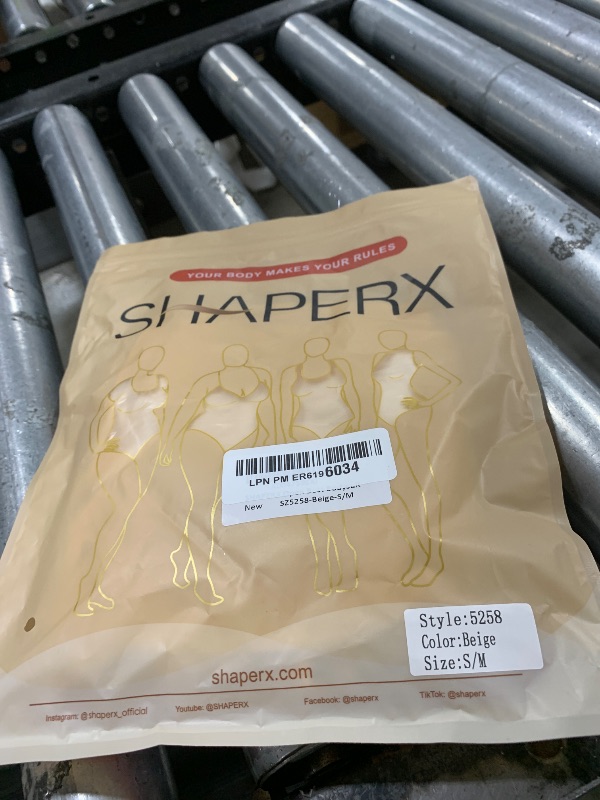 YOUR BODY MAKES YOUR RULES
SHAPERX
LPN PM ER6196034
New SZ5258-Beige-S/M
Style:5258
Color:Beige
Size:S/M
shaperx.com
Instagram: @shaperx_official Youtube: @SHAPERX Facebook: @shaperx TikTok: @shaperx